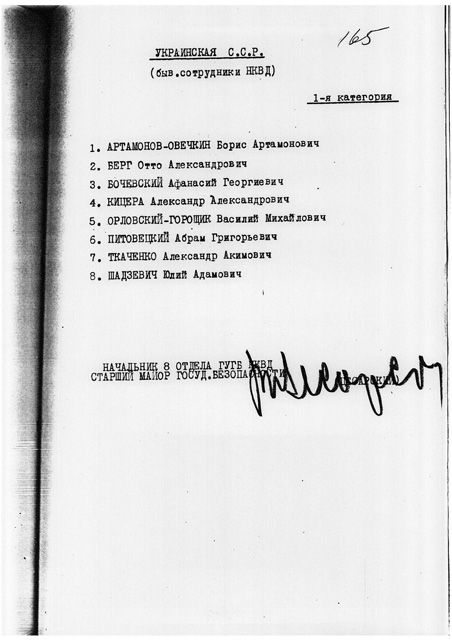 165
УКРАИНСКАЯ С.С.Р.
(быв.сотрудники НКВД)
1-я категория
1. АРТАМОНОВ-ОВЕЧКИН Борис Артамонович
2. БЕРГ Отто Александрович
3. БОЧЕВСКИЙ Афанасий Георгиевич
4. КИЦЕРА Александр Александрович
5. ОРЛОВСКИЙ-ГОРОЩИК Василий Михайлович
6. ПИТОВЕЦКИЙ Абрам Григорьевич
7. ТКАЧЕНКО Александр Акимович
8. ШАДЗЕВИЧ Юлий Адамович
НАЧАЛЬНИК 8 ОТДЕЛА ГУГБ НКВД
СТАРШИЙ МАЙОР ГОСУД.БЕЗОПАСНОСТИ